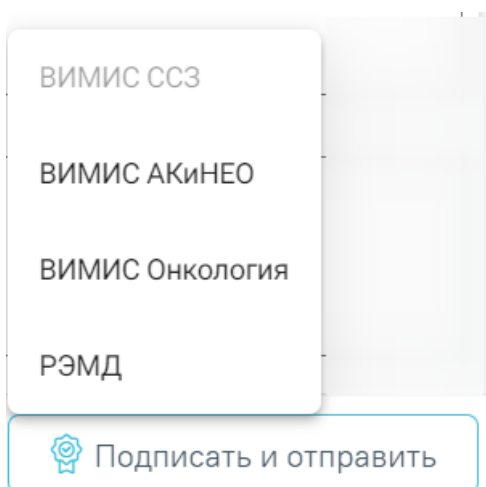 ВИМИС ССЗ
ВИМИС АКиНЕО
ВИМИС Онкология
РЭМД
Подписать и отправить